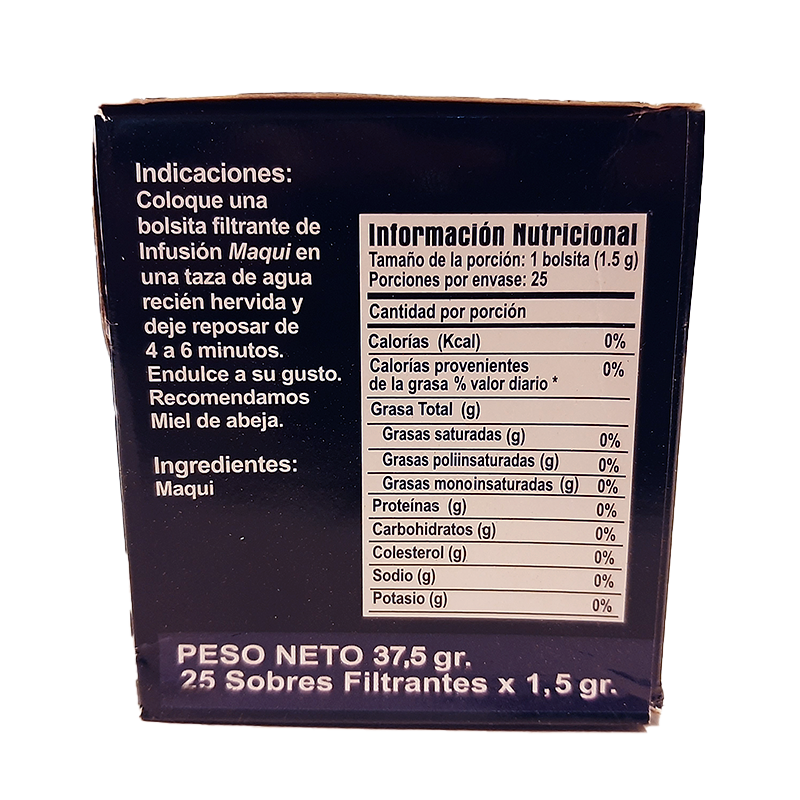 Indicaciones:
Coloque una
bolsita filtrante de
Infusión Maqui en
una taza de agua
recién hervida y
deje reposar de
4 a 6 minutos.
Endulce a su gusto.
Recomendamos
Miel de abeja.
Ingredientes:
Maqui
Información Nutricional
Tamaño de la porción: 1 bolsita (1.5 g)
Porciones por envase: 25
Cantidad por porción
Calorías (Kcal) 0%
Calorías provenientes 0%
de la grasa % valor diario *
Grasa Total (g)
Grasas saturadas (g) 0%
Grasas poliinsaturadas (g) 0%
Grasas monoinsaturadas (g) 0%
Proteínas (g) 0%
Carbohidratos (g) 0%
Colesterol (g) 0%
Sodio (g) 0%
Potasio (g) 0%
PESO NETO 37,5 gr.
25 Sobres Filtrantes x 1,5 gr.